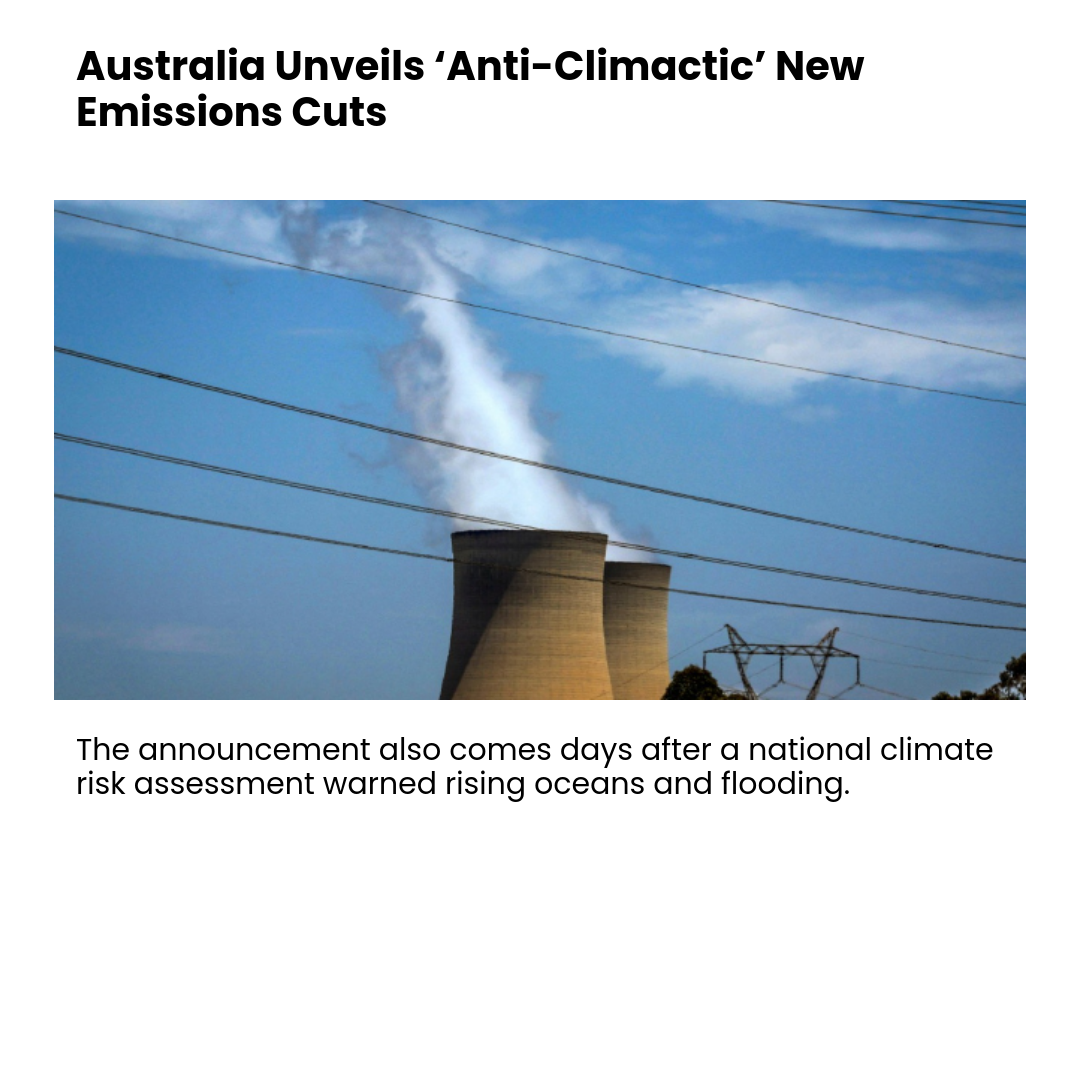 Australia Unveils ‘Anti-Climactic’ New
Emissions Cuts
The announcement also comes days after a national climate
risk assessment warned rising oceans and flooding.